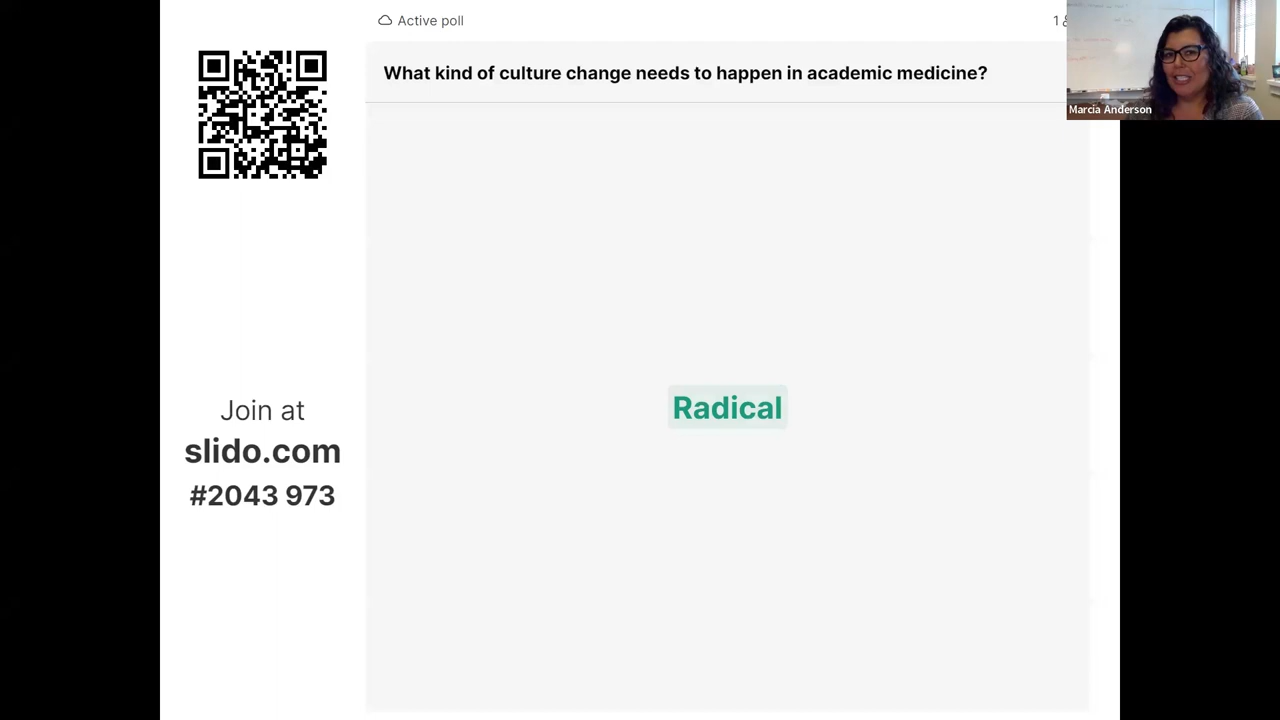 Active poll
1
What kind of culture change needs to happen in academic medicine?
Marcia Anderson
Radical
Join at
slido.com
#2043 973